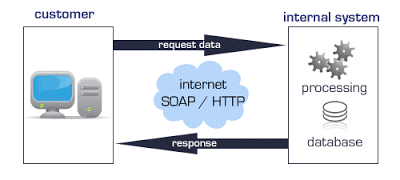 customer
internal system
request data
internet
SOAP / HTTP
processing
database
response